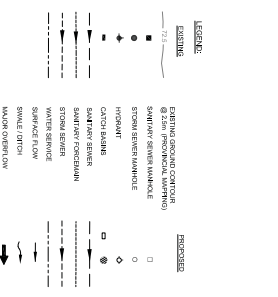 LEGEND:
EXISTING
PROPOSED
72.5
EXISTING GROUND CONTOUR
@ 2.5m (PROVINCIAL MAPPING)
SANITARY SEWER MANHOLE
STORM SEWER MANHOLE
HYDRANT
CATCH BASINS
SANITARY SEWER
SANITARY FORCEMAIN
STORM SEWER
WATER SERVICE
SURFACE FLOW
SWALE / DITCH
MAJOR OVERFLOW